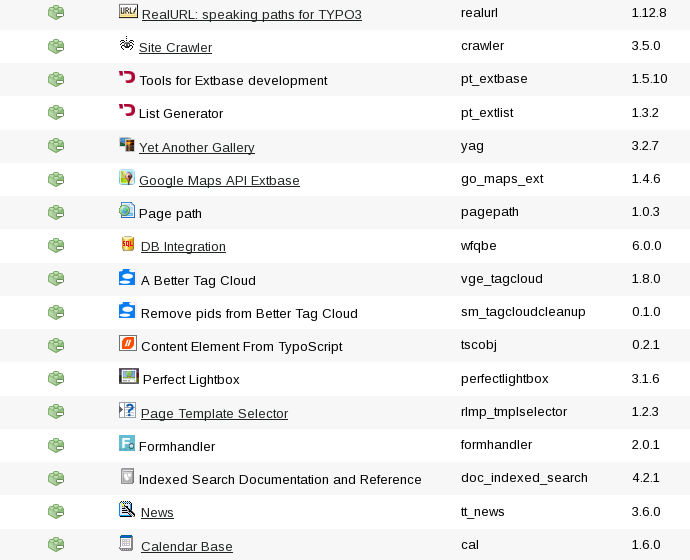 RealURL: speaking paths for TYPO3 realurl 1.12.8
Site Crawler crawler 3.5.0
Tools for Extbase development pt_extbase 1.5.10
List Generator pt_extlist 1.3.2
Yet Another Gallery yag 3.2.7
Google Maps API Extbase go_maps_ext 1.4.6
Page path pagepath 1.0.3
DB Integration wfqbe 6.0.0
A Better Tag Cloud vge_tagcloud 1.8.0
Remove pids from Better Tag Cloud sm_tagcloudcleanup 0.1.0
Content Element From TypoScript tscobj 0.2.1
Perfect Lightbox perfectlightbox 3.1.6
Page Template Selector rlmp_tmplselector 1.2.3
Formhandler formhandler 2.0.1
Indexed Search Documentation and Reference doc_indexed_search 4.2.1
News tt_news 3.6.0
Calendar Base cal 1.6.0